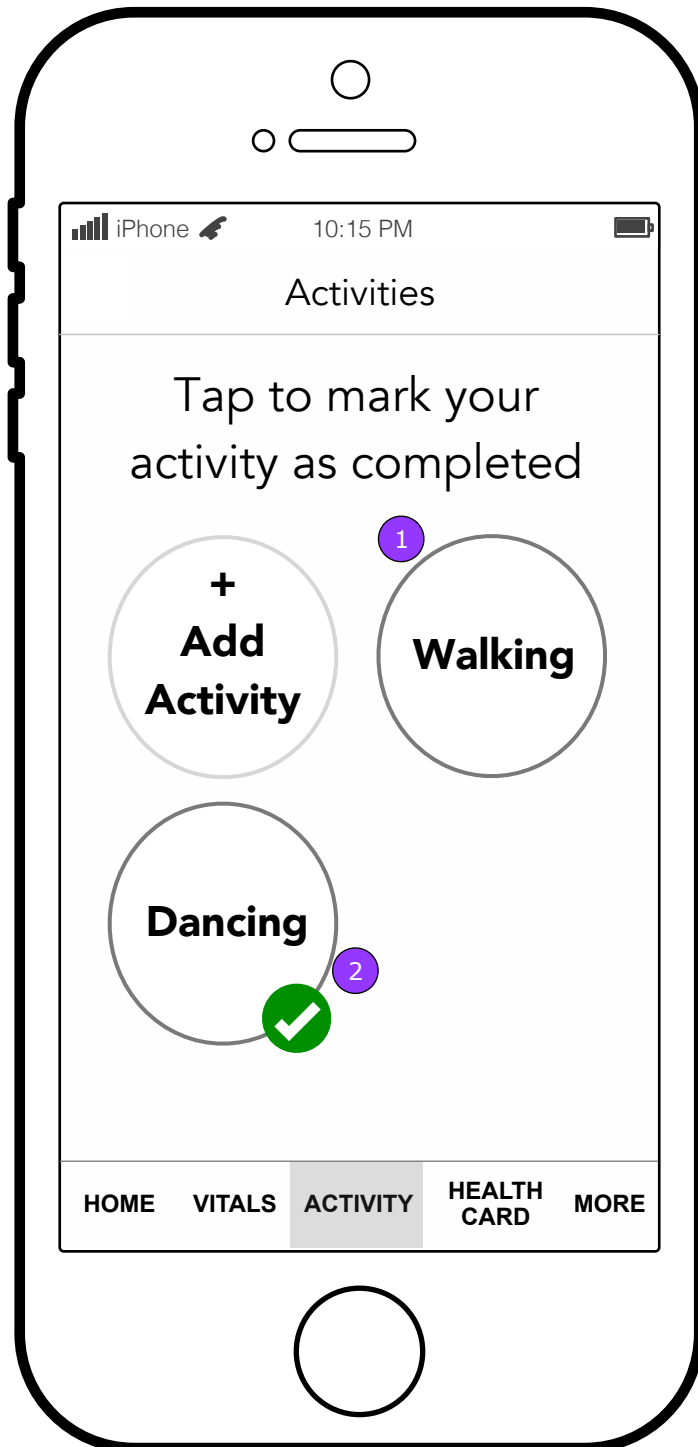 iPhone 10:15 PM
Activities
Tap to mark your
activity as completed
1
+
Add
Activity
Walking
Dancing
2
HOME VITALS ACTIVITY HEALTH CARD MORE